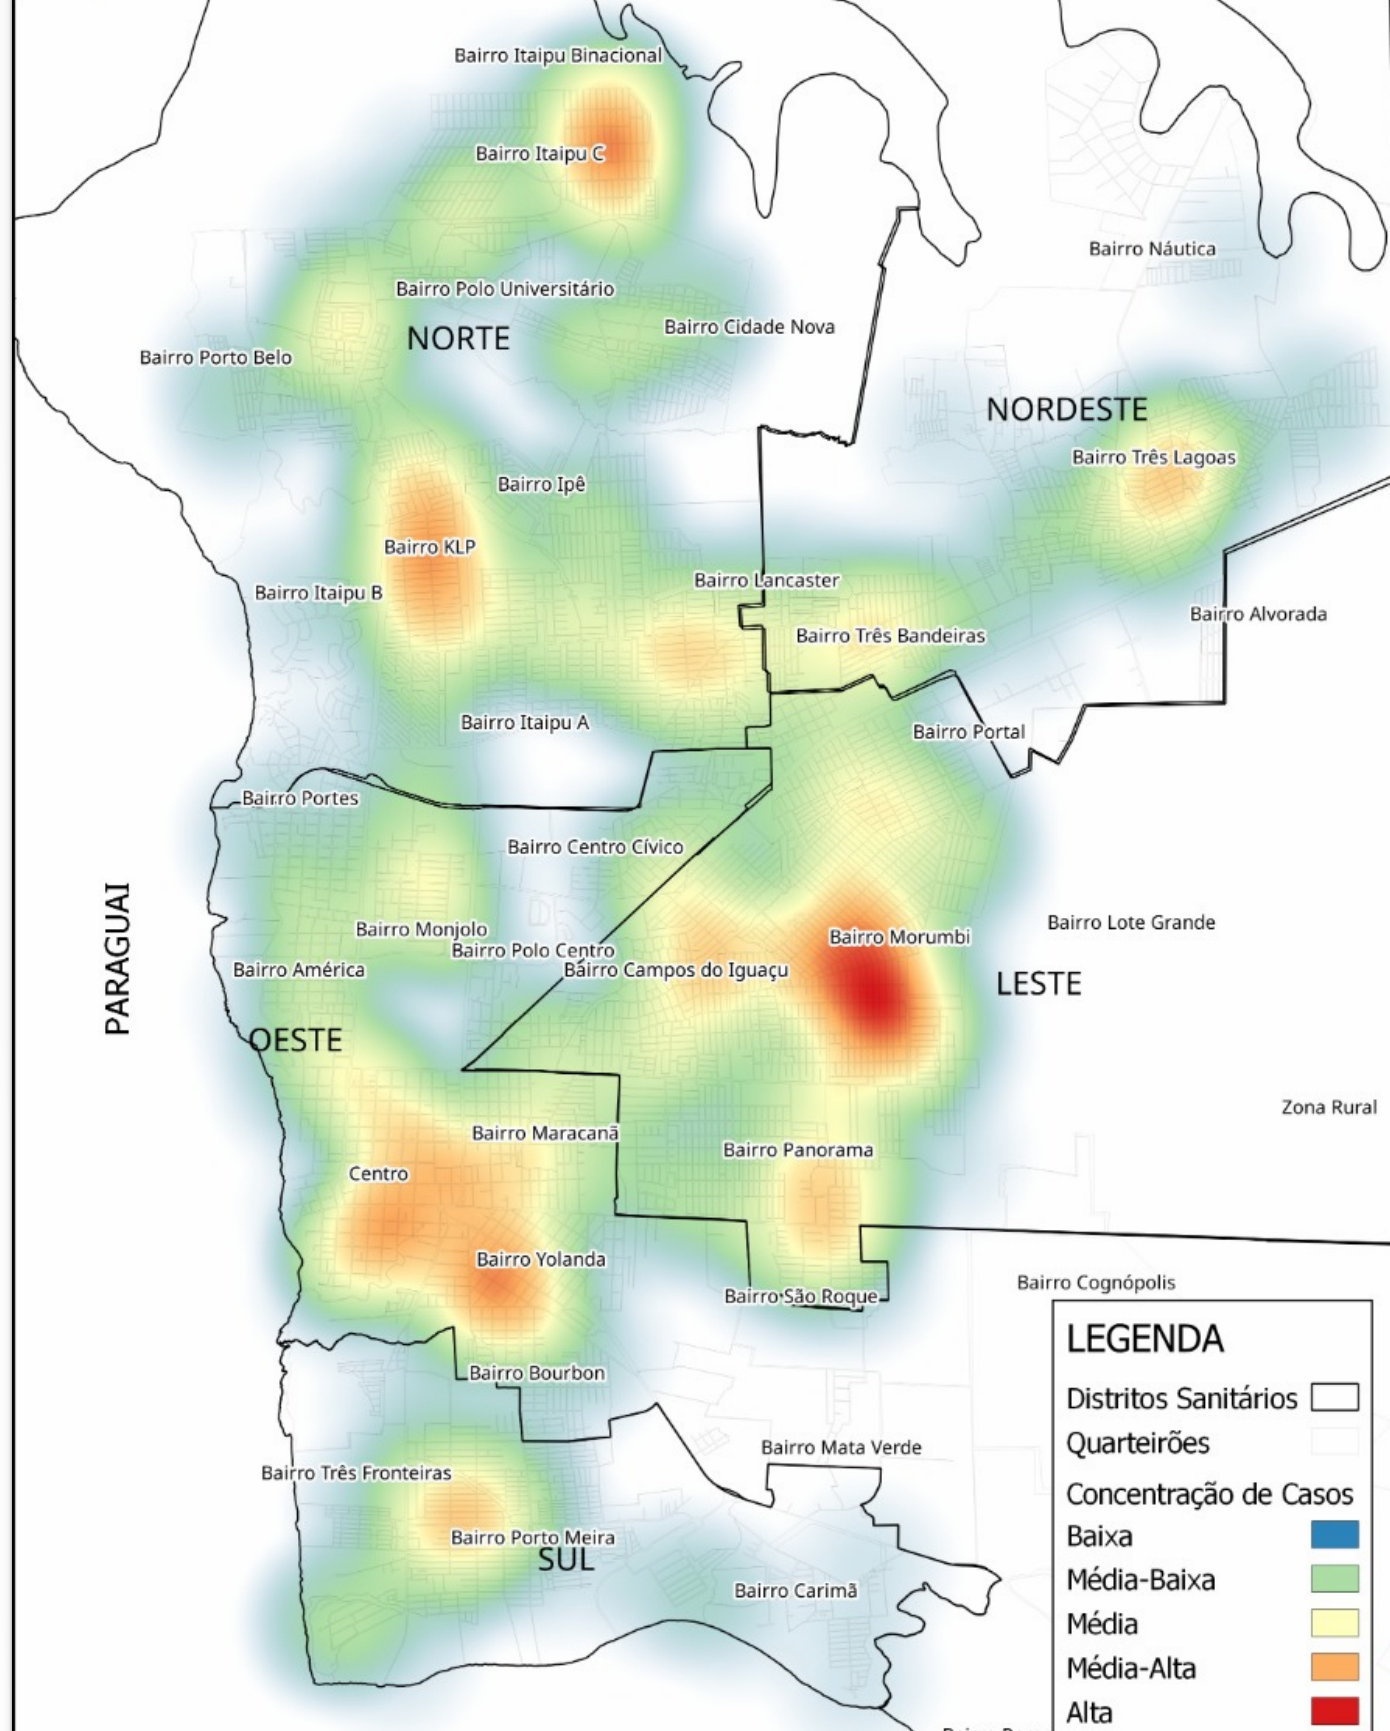 Bairro Itaipu Binacional
Bairro Itaipu C
Bairro Náutica
Bairro Polo Universitário
Bairro Cidade Nova
NORTE
Bairro Porto Belo
NORDESTE
Bairro Três Lagoas
Bairro Ipê
Bairro KLP
Bairro Lancaster
Bairro Itaipu B
Bairro Alvorada
Bairro Três Bandeiras
Bairro Itaipu A
Bairro Portal
Bairro Portes
Bairro Centro Cívico
PARAGUAI
Bairro Monjolo
Bairro Morumbi
Bairro Lote Grande
Bairro Polo Centro
Bairro América
Bairro Campos do Iguaçu
LESTE
OESTE
Zona Rural
Bairro Maracanã
Bairro Panorama
Centro
Bairro Yolanda
Bairro São Roque
Bairro Cognópolis
Bairro Bourbon
Bairro Mata Verde
Bairro Três Fronteiras
Bairro Porto Meira
SUL
Bairro Carimã
LEGENDA
Distritos Sanitários
Quarteirões
Concentração de Casos
Baixa
Média-Baixa
Média
Média-Alta
Alta